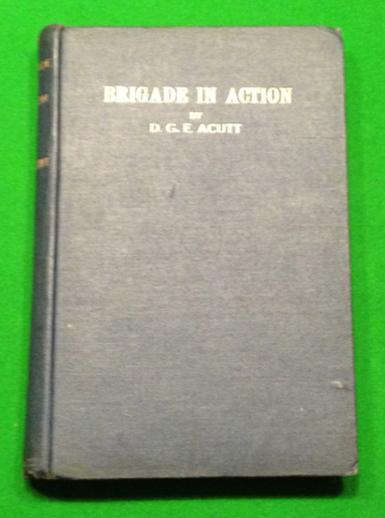 BRIGADE IN ACTION
BY
D. G. E. ACUTT